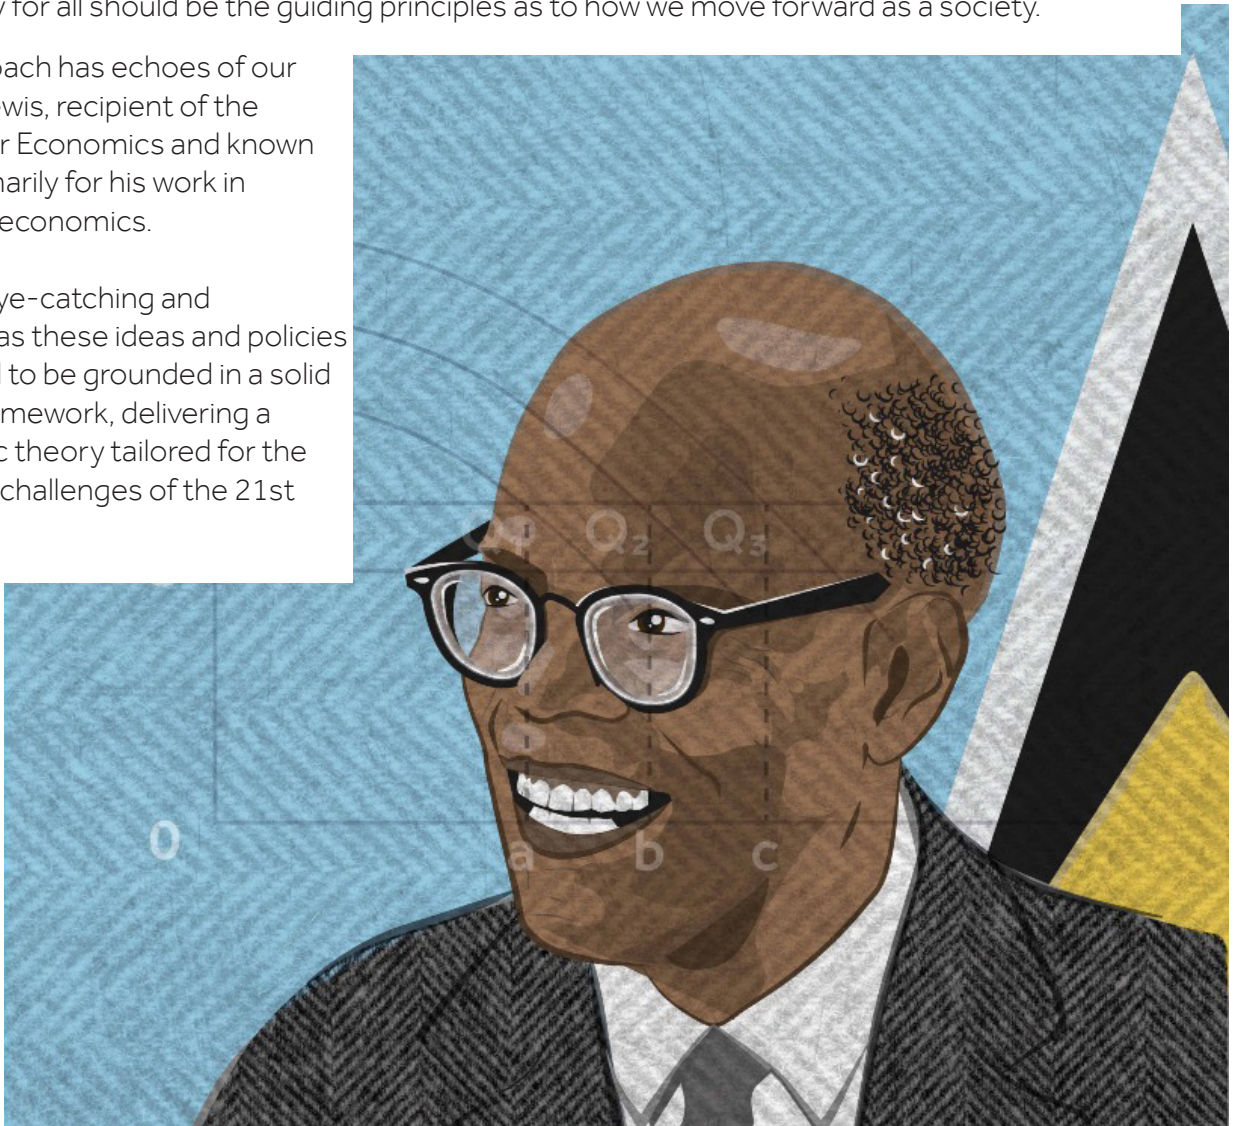 y for all should be the guiding principles as to how we move forward as a society.
oach has echoes of our
wis, recipient of the
r Economics and known
arily for his work in
economics.
ye-catching and
as these ideas and policies
to be grounded in a solid
mework, delivering a
c theory tailored for the
challenges of the 21st
Q₂ Q₃
0 a b c